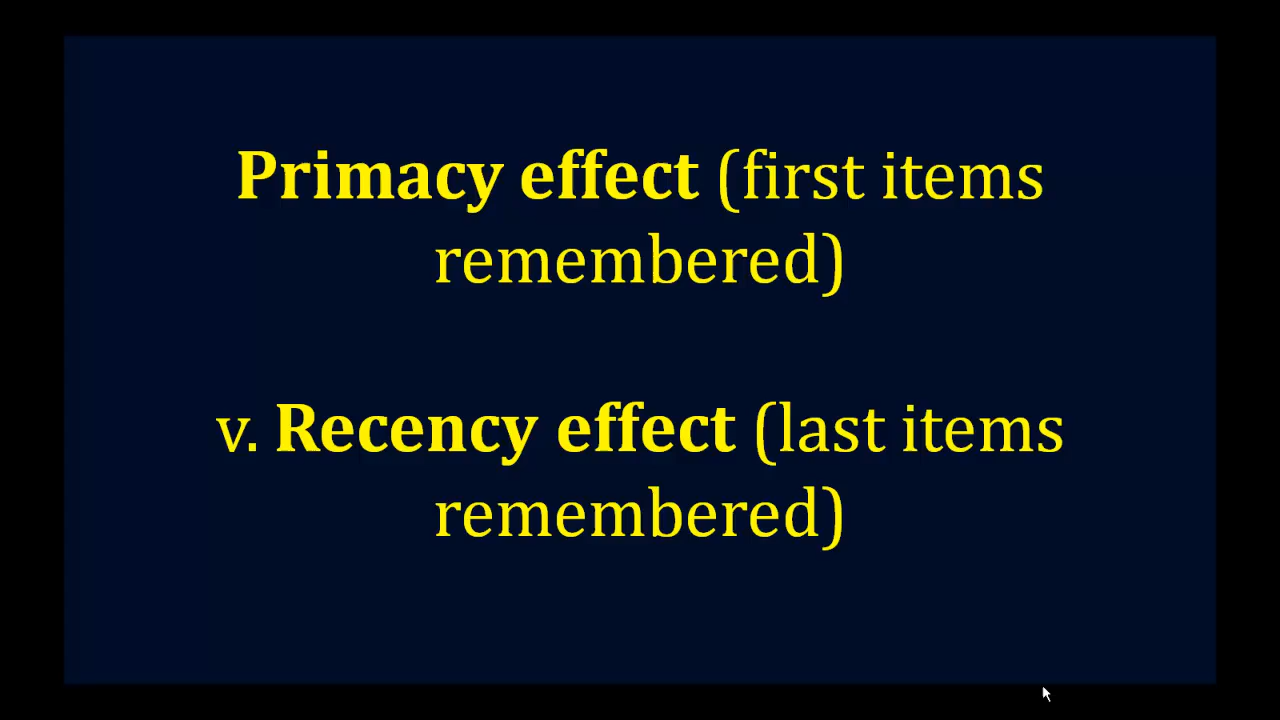 Primacy effect (first items
remembered)
v. Recency effect (last items
remembered)